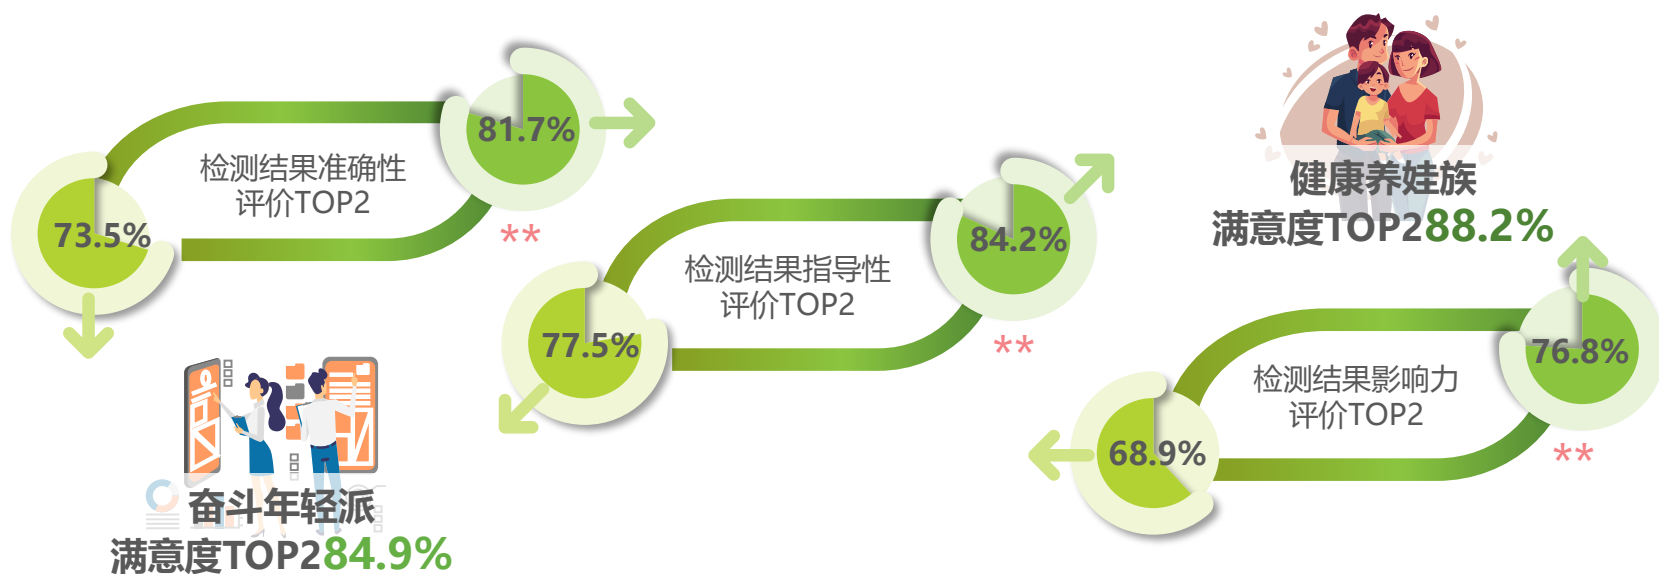 81.7%
检测结果准确性
评价TOP2
73.5%
**
84.2%
检测结果指导性
评价TOP2
77.5%
**
健康养娃族
满意度TOP288.2%
76.8%
检测结果影响力
评价TOP2
68.9%
**
奋斗年轻派
满意度TOP284.9%